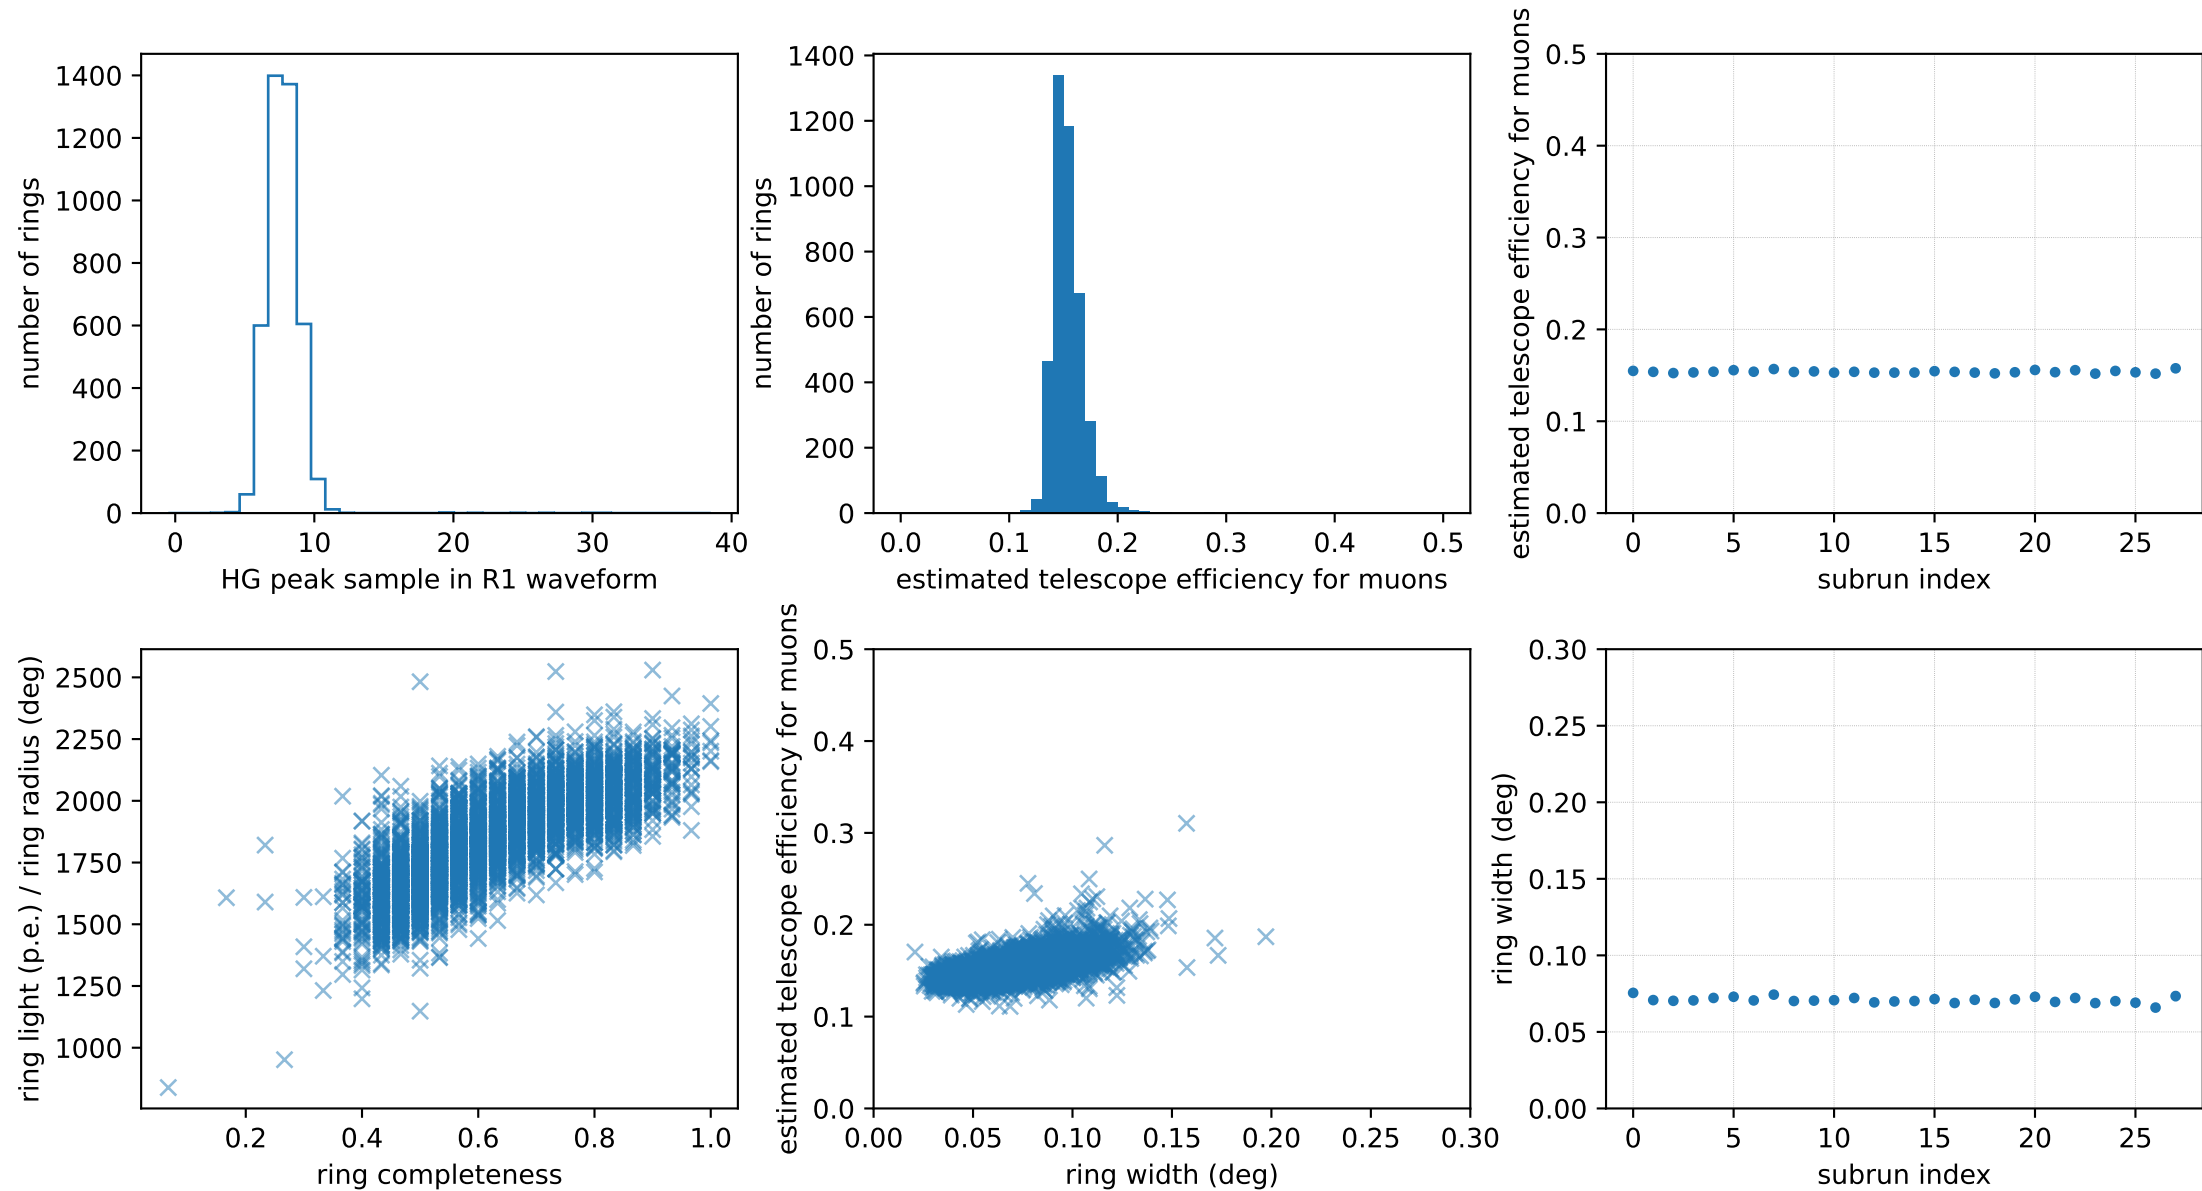 1400
1200
1000
800
600
400
200
0
number of rings
0 10 20 30 40
HG peak sample in R1 waveform
1400
1200
1000
800
600
400
200
0
number of rings
0.0 0.1 0.2 0.3 0.4 0.5
estimated telescope efficiency for muons
0.5
0.4
0.3
0.2
0.1
0.0
estimated telescope efficiency for muons
0 5 10 15 20 25
subrun index
2500
2250
2000
1750
1500
1250
1000
ring light (p.e.) / ring radius (deg)
0.2 0.4 0.6 0.8 1.0
ring completeness
0.5
0.4
0.3
0.2
0.1
0.0
estimated telescope efficiency for muons
0.00 0.05 0.10 0.15 0.20 0.25 0.30
ring width (deg)
0.30
0.25
0.20
0.15
0.10
0.05
0.00
ring width (deg)
0 5 10 15 20 25
subrun index